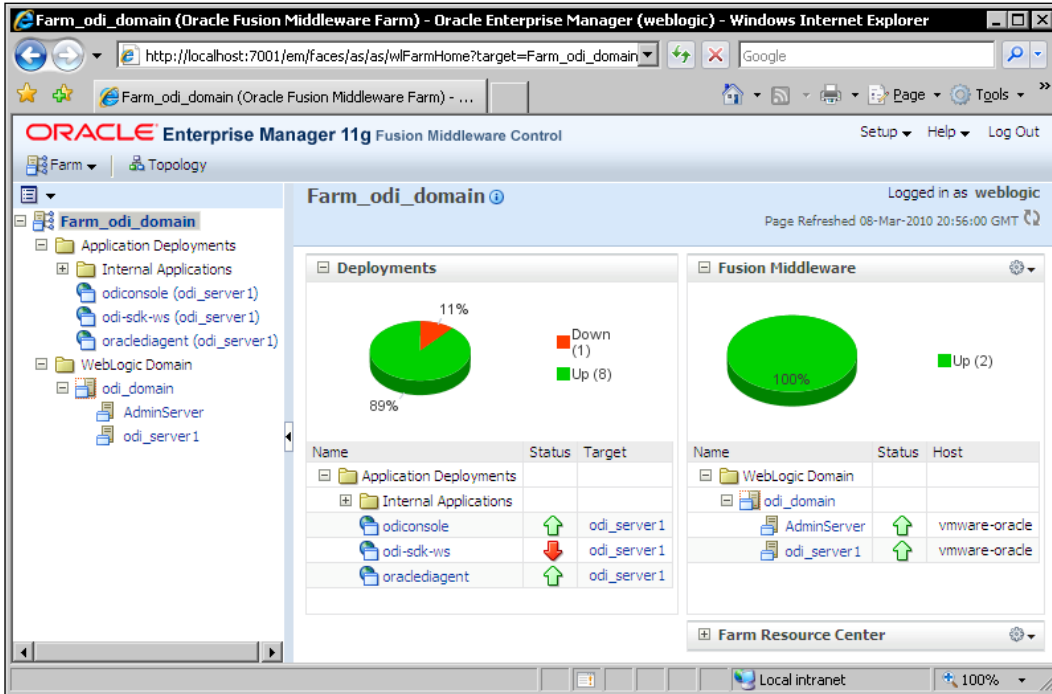 Farm_odi_domain (Oracle Fusion Middleware Farm) - Oracle Enterprise Manager (weblogic) - Windows Internet Explorer
http://localhost:7001/em/faces/as/as/wlFarmHome?target=Farm_odi_domain
Google
Farm_odi_domain (Oracle Fusion Middleware Farm) - ...
Page
Tools
»
ORACLE Enterprise Manager 11g Fusion Middleware Control
Setup Help Log Out
Farm Topology
Farm_odi_domain
Application Deployments
Internal Applications
odiconsole (odi_server1)
odi-sdk-ws (odi_server1)
oraclediagent (odi_server1)
WebLogic Domain
odi_domain
AdminServer
odi_server1
Farm_odi_domain
Logged in as weblogic
Page Refreshed 08-Mar-2010 20:56:00 GMT
Deployments
11%
89%
Down
(1)
Up (8)
Name Status Target
Application Deployments
Internal Applications
odiconsole odi_server1
odi-sdk-ws odi_server1
oraclediagent odi_server1
Fusion Middleware
100%
Up (2)
Name Status Host
WebLogic Domain
odi_domain
AdminServer vmware-oracle
odi_server1 vmware-oracle
Farm Resource Center
Local intranet
100%